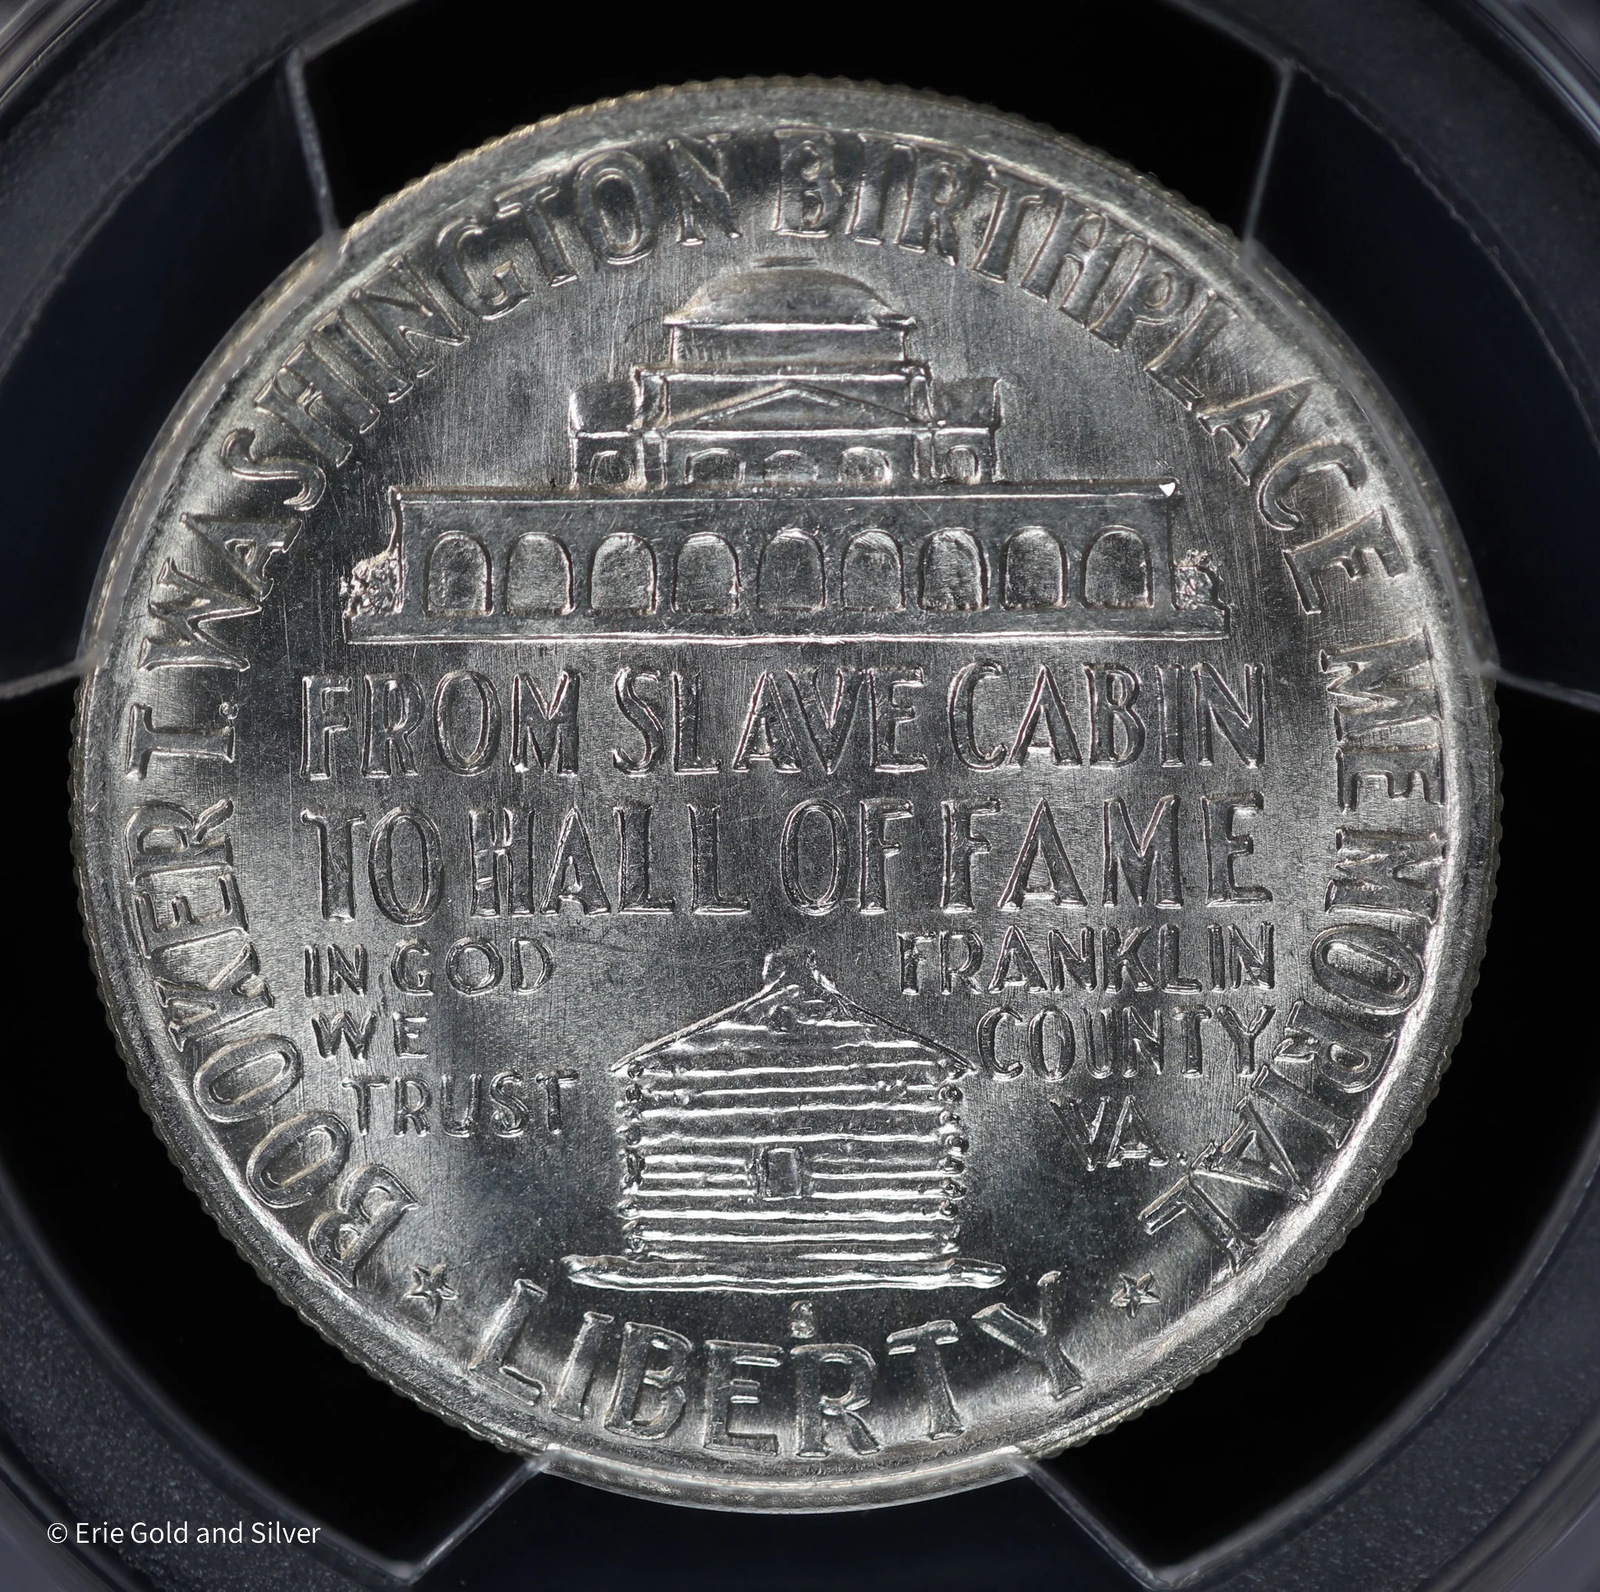 BOOKER T. WASHINGTON BIRTHPLACE MEMORIAL
FROM SLAVE CABIN
TO HALL OF FAME
IN GOD
WE
TRUST
FRANKLIN
COUNTY
VA.
S
LIBERTY
© Erie Gold and Silver